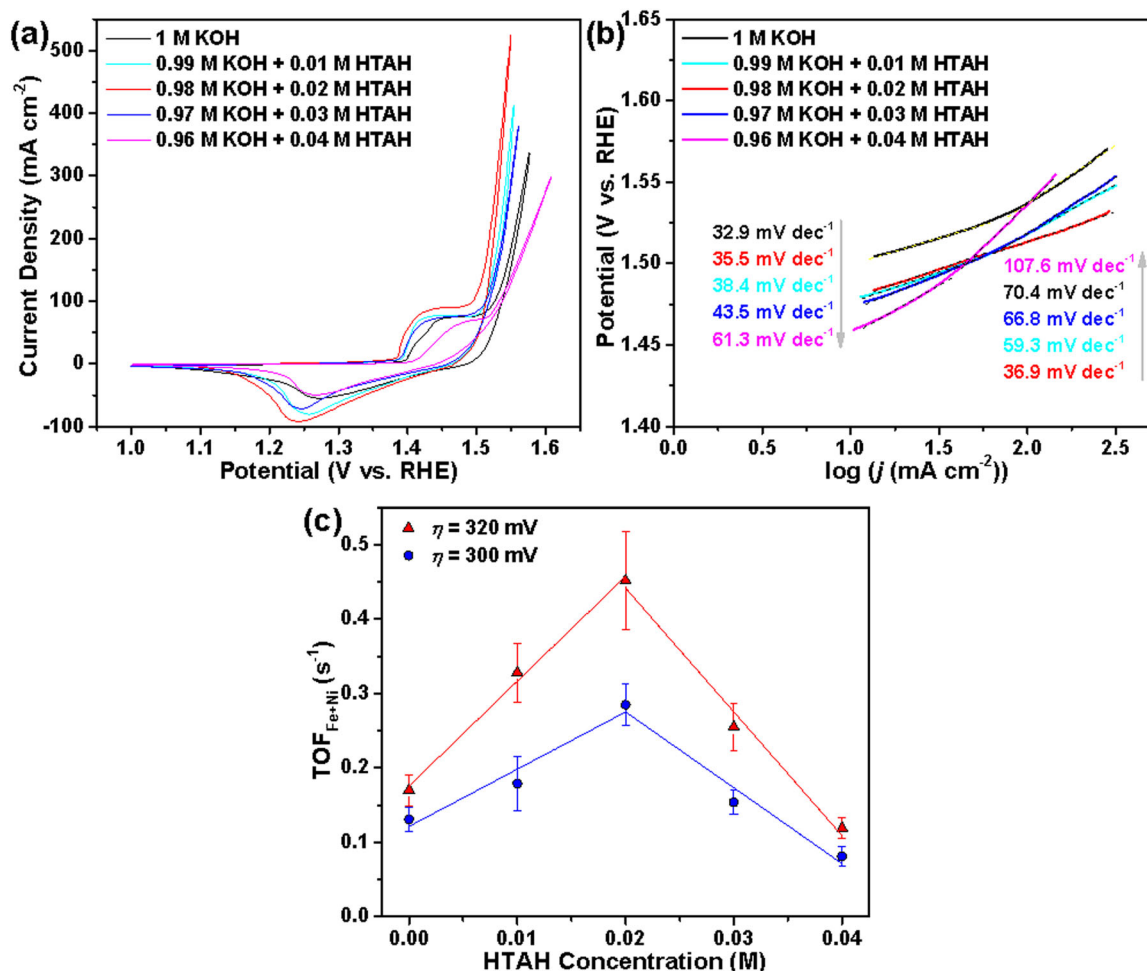 (a)
1 M KOH
0.99 M KOH + 0.01 M HTAH
0.98 M KOH + 0.02 M HTAH
0.97 M KOH + 0.03 M HTAH
0.96 M KOH + 0.04 M HTAH
500
400
300
200
100
0
-100
Current Density (mA cm⁻²)
1.0 1.1 1.2 1.3 1.4 1.5 1.6
Potential (V vs. RHE)
(b)
1 M KOH
0.99 M KOH + 0.01 M HTAH
0.98 M KOH + 0.02 M HTAH
0.97 M KOH + 0.03 M HTAH
0.96 M KOH + 0.04 M HTAH
1.65
1.60
1.55
1.50
1.45
1.40
Potential (V vs. RHE)
32.9 mV dec⁻¹
35.5 mV dec⁻¹
38.4 mV dec⁻¹
43.5 mV dec⁻¹
61.3 mV dec⁻¹
107.6 mV dec⁻¹
70.4 mV dec⁻¹
66.8 mV dec⁻¹
59.3 mV dec⁻¹
36.9 mV dec⁻¹
0.0 0.5 1.0 1.5 2.0 2.5
log (j (mA cm⁻²))
(c)
η = 320 mV
η = 300 mV
0.5
0.4
0.3
0.2
0.1
0.0
TOF_Fe+Ni (s⁻¹)
0.00 0.01 0.02 0.03 0.04
HTAH Concentration (M)